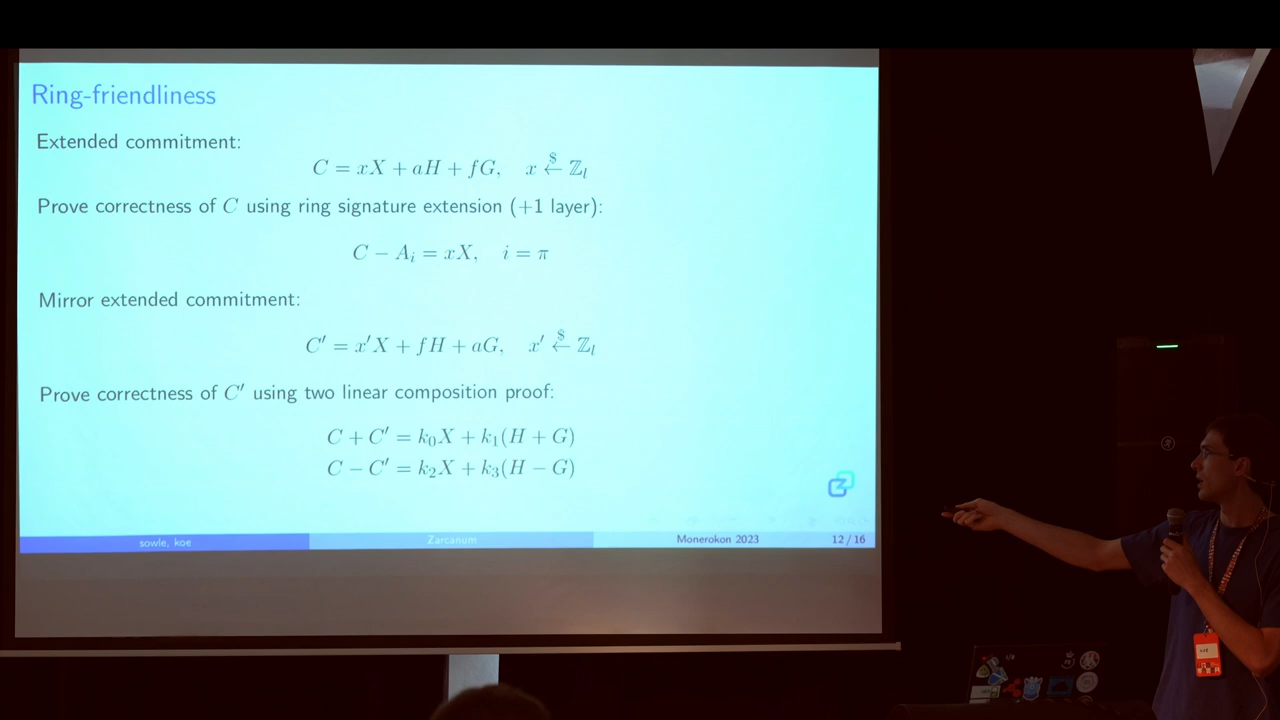 Ring-friendliness
Extended commitment:
C = xX + aH + fG, x ←$ ℤ_l
Prove correctness of C using ring signature extension (+1 layer):
C − A_i = xX, i = π
Mirror extended commitment:
C′ = x′X + fH + aG, x′ ←$ ℤ_l
Prove correctness of C′ using two linear composition proof:
C + C′ = k_0X + k_1(H + G)
C − C′ = k_2X + k_3(H − G)
sowle, koe Zarcanum Monerokon 2023 12 / 16